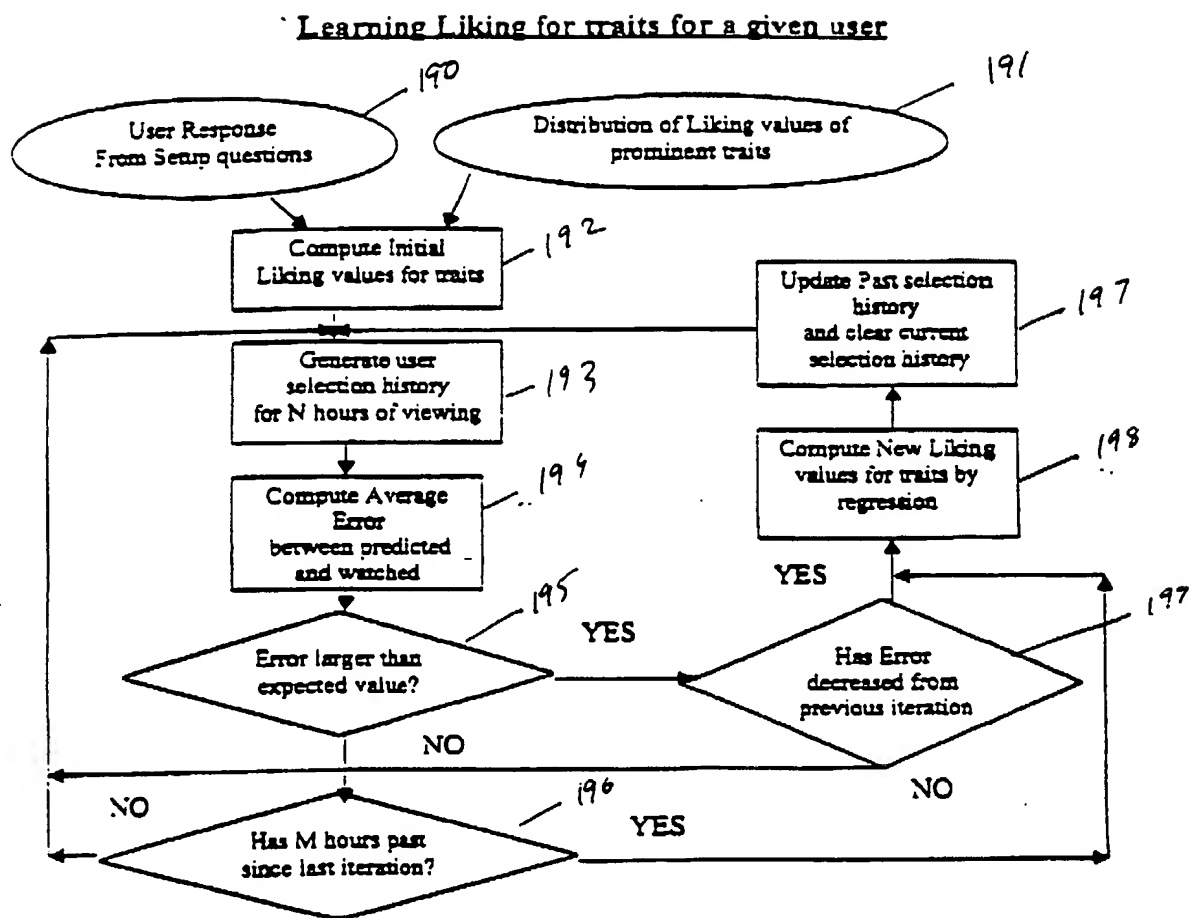 Learning Liking for traits for a given user
190
191
User Response
From Setup questions
Distribution of Liking values of
prominent traits
192
Compute Initial
Liking values for traits
Update Past selection
history
and clear current
selection history
197
Generate user
selection history
for N hours of viewing
193
Compute New Liking
values for traits by
regression
198
Compute Average
Error
between predicted
and watched
194
YES
195
YES
197
Error larger than
expected value?
Has Error
decreased from
previous iteration
NO
NO
NO
196
YES
Has M hours past
since last iteration?